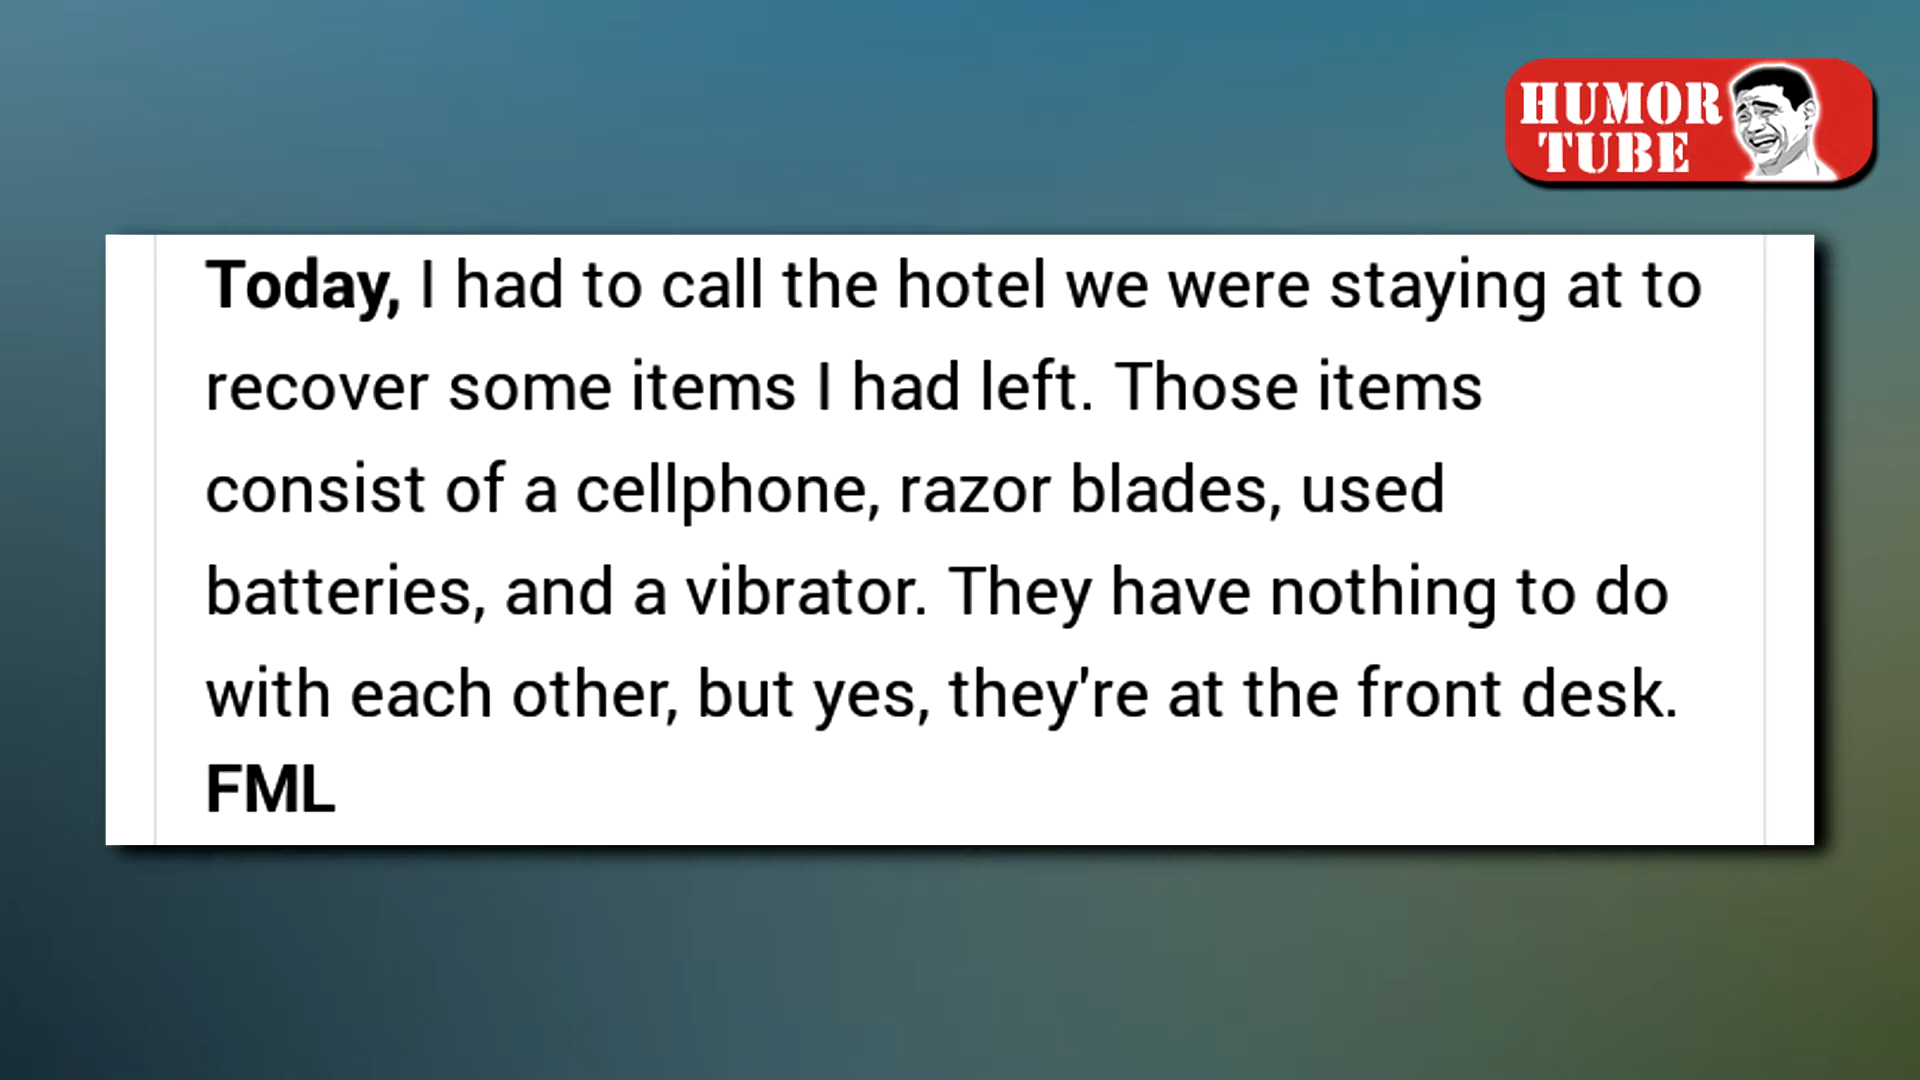 HUMOR
TUBE
Today, I had to call the hotel we were staying at to
recover some items I had left. Those items
consist of a cellphone, razor blades, used
batteries, and a vibrator. They have nothing to do
with each other, but yes, they're at the front desk.
FML